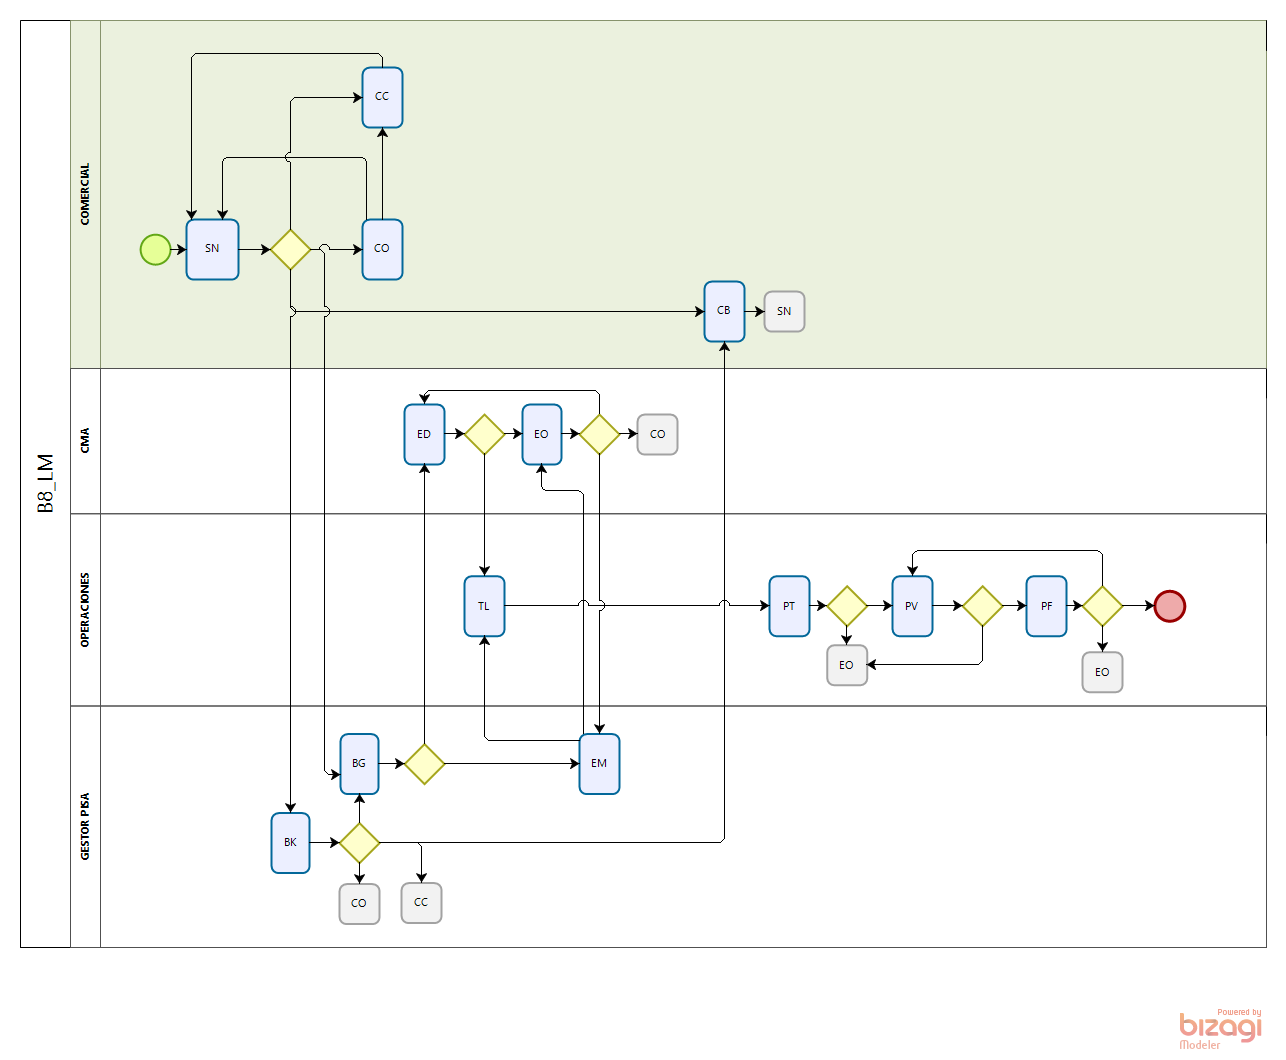 B8_LM
COMERCIAL
CC
SN
CO
CB
SN
CMA
ED
EO
CO
OPERACIONES
TL
PT
PV
PF
EO
EO
GESTOR PISA
BG
EM
BK
CO
CC
Powered by
bizagi
Modeler